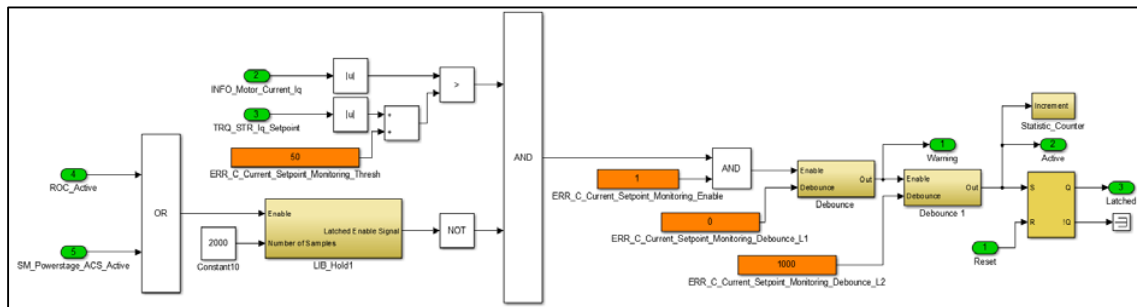 2
INFO_Motor_Current_Iq
|u|
>
3
TRQ_STR_Iq_Setpoint
|u|
+
+
50
ERR_C_Current_Setpoint_Monitoring_Thresh
4
ROC_Active
5
SM_Powerstage_ACS_Active
OR
2000
Constant10
Enable
Latched Enable Signal
Number of Samples
LIB_Hold1
NOT
AND
1
ERR_C_Current_Setpoint_Monitoring_Enable
AND
0
ERR_C_Current_Setpoint_Monitoring_Debounce_L1
1000
ERR_C_Current_Setpoint_Monitoring_Debounce_L2
Enable
Out
Debounce
Debounce
1
Warning
Enable
Out
Debounce
Debounce 1
Increment
Statistic_Counter
2
Active
S
Q
R
!Q
3
Latched
1
Reset